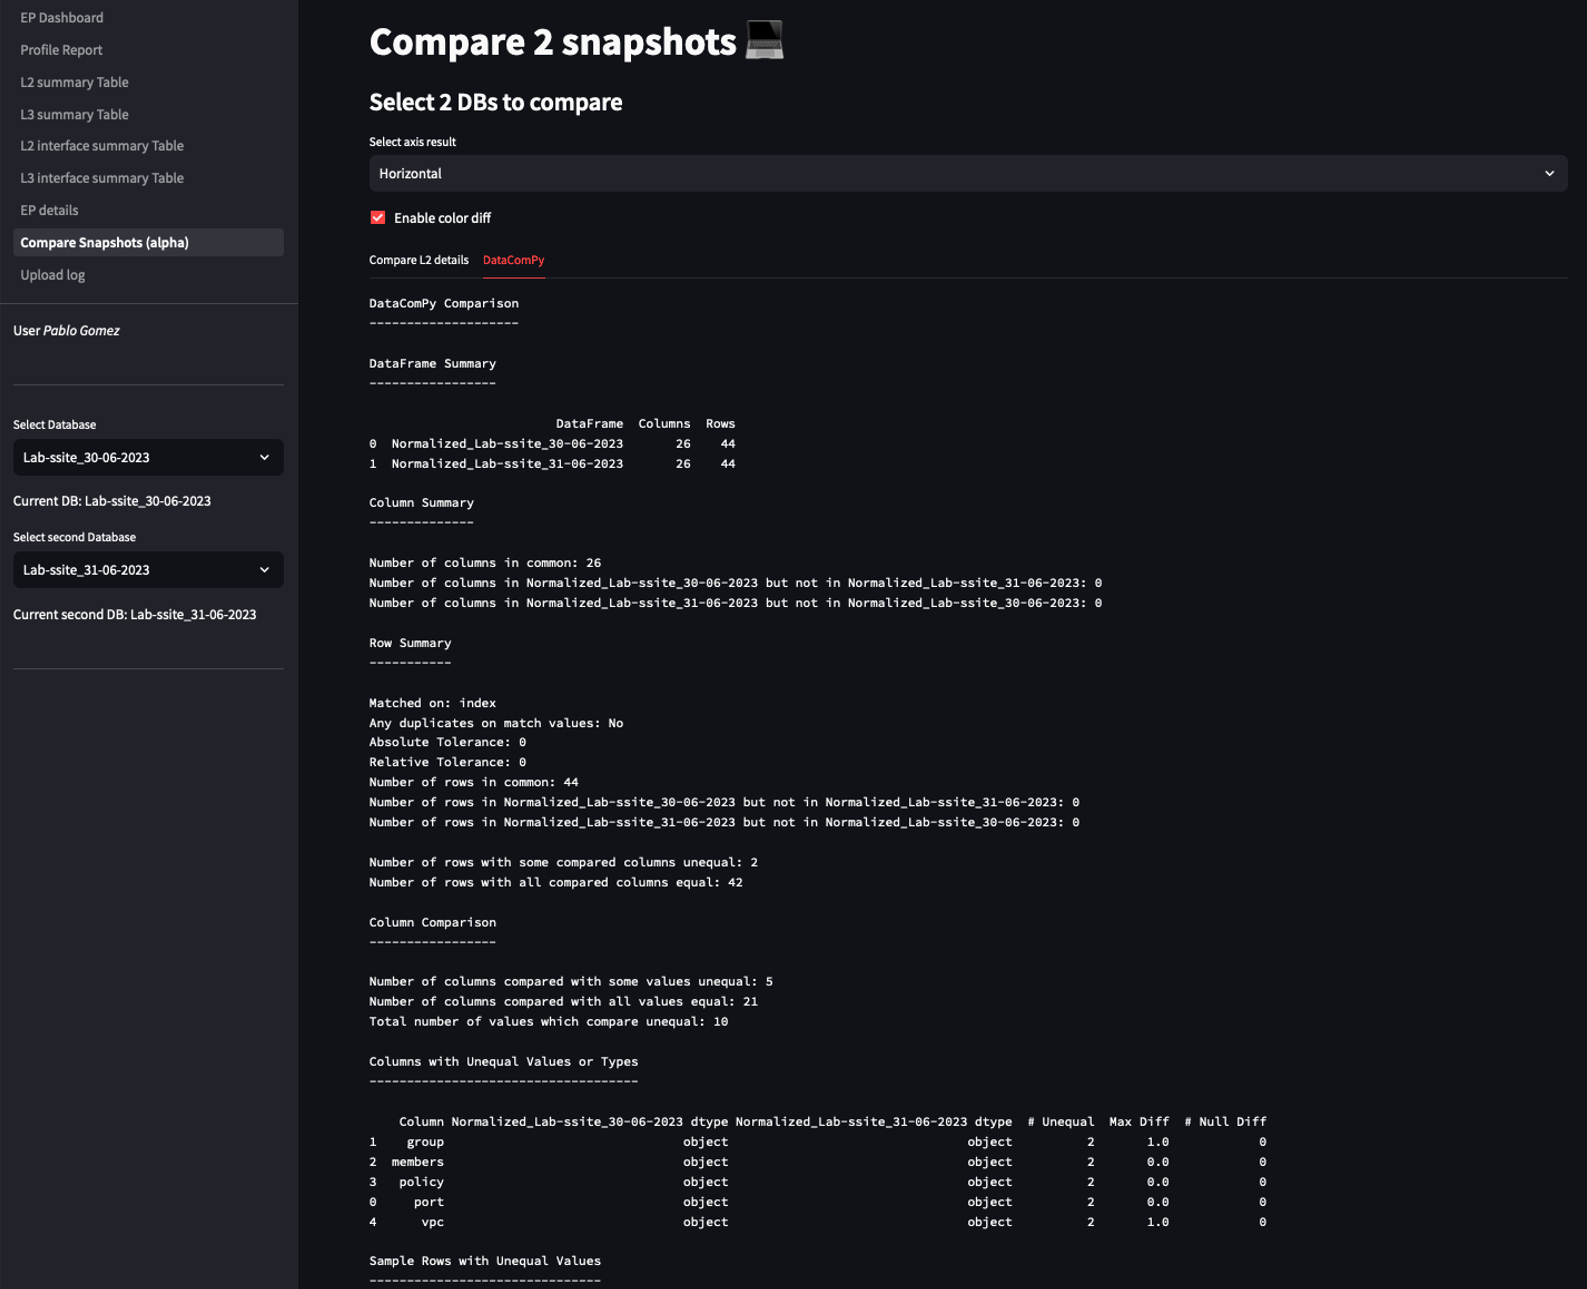 EP Dashboard
Profile Report
L2 summary Table
L3 summary Table
L2 interface summary Table
L3 interface summary Table
EP details
Compare Snapshots (alpha)
Upload log
User Pablo Gomez
Select Database
Lab-ssite_30-06-2023
Current DB: Lab-ssite_30-06-2023
Select second Database
Lab-ssite_31-06-2023
Current second DB: Lab-ssite_31-06-2023
Compare 2 snapshots
Select 2 DBs to compare
Select axis result
Horizontal
Enable color diff
Compare L2 details DataComPy
DataComPy Comparison
--------------------
DataFrame Summary
-----------------
DataFrame Columns Rows
0 Normalized_Lab-ssite_30-06-2023 26 44
1 Normalized_Lab-ssite_31-06-2023 26 44
Column Summary
--------------
Number of columns in common: 26
Number of columns in Normalized_Lab-ssite_30-06-2023 but not in Normalized_Lab-ssite_31-06-2023: 0
Number of columns in Normalized_Lab-ssite_31-06-2023 but not in Normalized_Lab-ssite_30-06-2023: 0
Row Summary
-----------
Matched on: index
Any duplicates on match values: No
Absolute Tolerance: 0
Relative Tolerance: 0
Number of rows in common: 44
Number of rows in Normalized_Lab-ssite_30-06-2023 but not in Normalized_Lab-ssite_31-06-2023: 0
Number of rows in Normalized_Lab-ssite_31-06-2023 but not in Normalized_Lab-ssite_30-06-2023: 0
Number of rows with some compared columns unequal: 2
Number of rows with all compared columns equal: 42
Column Comparison
-----------------
Number of columns compared with some values unequal: 5
Number of columns compared with all values equal: 21
Total number of values which compare unequal: 10
Columns with Unequal Values or Types
------------------------------------
Column Normalized_Lab-ssite_30-06-2023 dtype Normalized_Lab-ssite_31-06-2023 dtype # Unequal Max Diff # Null Diff
1 group object object 2 1.0 0
2 members object object 2 0.0 0
3 policy object object 2 0.0 0
0 port object object 2 0.0 0
4 vpc object object 2 1.0 0
Sample Rows with Unequal Values
-------------------------------